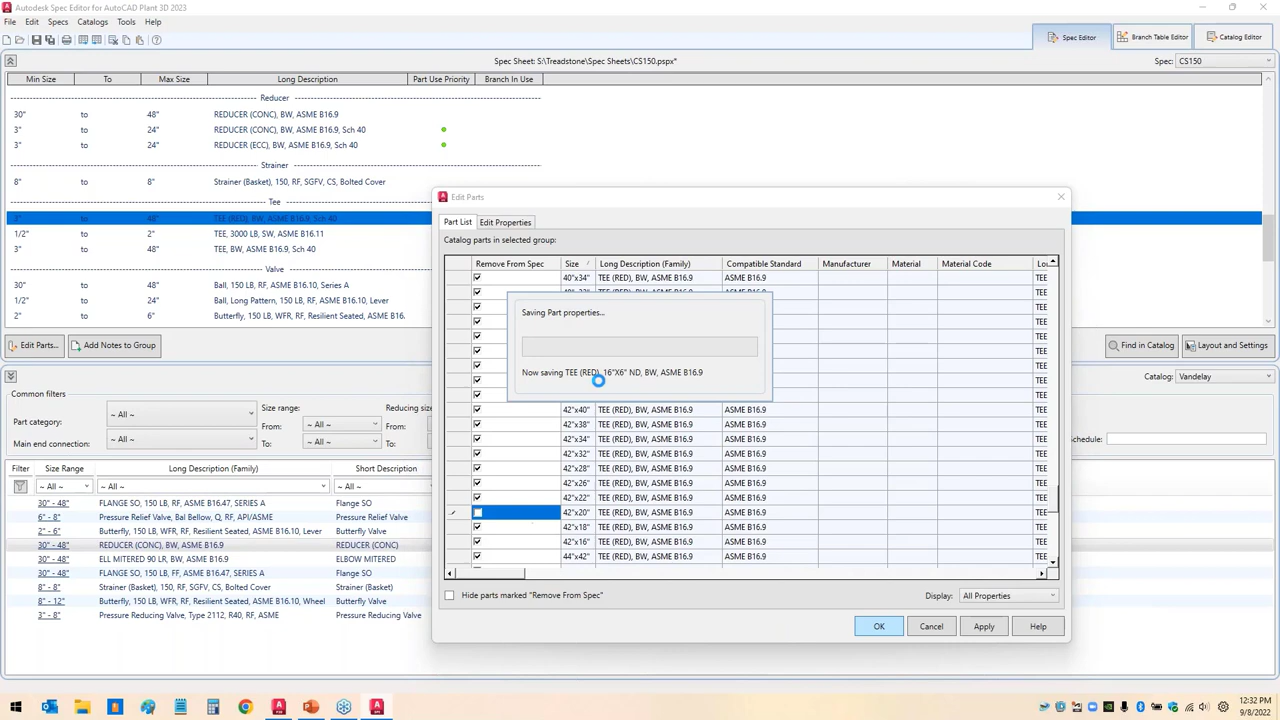 Autodesk Spec Editor for AutoCAD Plant 3D 2023
File Edit Specs Catalogs Tools Help
Spec Editor Branch Table Editor Catalog Editor
Spec Sheet: S:\Treadstone\Spec Sheets\CS150.pspx* Spec: CS150
Min Size To Max Size Long Description Part Use Priority Branch In Use
Reducer
30" to 48" REDUCER (CONC), BW, ASME B16.9
3" to 24" REDUCER (CONC), BW, ASME B16.9, Sch 40
3" to 24" REDUCER (ECC), BW, ASME B16.9, Sch 40
Strainer
8" to 8" Strainer (Basket), 150, RF, SGFV, CS, Bolted Cover
Tee
3" to 48" TEE (RED), BW, ASME B16.9, Sch 40
1/2" to 2" TEE, 3000 LB, SW, ASME B16.11
3" to 48" TEE, BW, ASME B16.9, Sch 40
Valve
30" to 48" Ball, 150 LB, RF, ASME B16.10, Series A
1/2" to 24" Ball, Long Pattern, 150 LB, RF, ASME B16.10, Lever
2" to 6" Butterfly, 150 LB, WFR, RF, Resilient Seated, ASME B16.
Edit Parts... Add Notes to Group Find in Catalog Layout and Settings
Common filters Catalog: Vandelay
Part category: ~ All ~ Size range: Reducing size
From: ~ All ~ From:
Main end connection: ~ All ~ To: ~ All ~ To: Schedule:
Filter Size Range Long Description (Family) Short Description
~ All ~ ~ All ~ ~ All ~
30" - 48" FLANGE SO, 150 LB, RF, ASME B16.47, SERIES A Flange SO
6" - 8" Pressure Relief Valve, Bal Bellow, Q, RF, API/ASME Pressure Relief Valve
2" - 6" Butterfly, 150 LB, WFR, RF, Resilient Seated, ASME B16.10, Lever Butterfly Valve
30" - 48" REDUCER (CONC), BW, ASME B16.9 REDUCER (CONC)
30" - 48" ELL MITERED 90 LR, BW, ASME B16.9 ELBOW MITERED
30" - 48" FLANGE SO, 150 LB, FF, ASME B16.47, SERIES A Flange SO
8" - 8" Strainer (Basket), 150, RF, SGFV, CS, Bolted Cover Strainer (Basket)
8" - 12" Butterfly, 150 LB, WFR, RF, Resilient Seated, ASME B16.10, Wheel Butterfly Valve
3" - 8" Pressure Reducing Valve, Type 2112, R40, RF, ASME Pressure Reducing Valve
Edit Parts
Part List Edit Properties
Catalog parts in selected group:
Remove From Spec Size Long Description (Family) Compatible Standard Manufacturer Material Material Code
40"x34" TEE (RED), BW, ASME B16.9 ASME B16.9 TEE
Saving Part properties...
Now saving TEE (RED), 16"X6" ND, BW, ASME B16.9
42"x40" TEE (RED), BW, ASME B16.9 ASME B16.9 TEE
42"x38" TEE (RED), BW, ASME B16.9 ASME B16.9 TEE
42"x34" TEE (RED), BW, ASME B16.9 ASME B16.9 TEE
42"x32" TEE (RED), BW, ASME B16.9 ASME B16.9 TEE
42"x28" TEE (RED), BW, ASME B16.9 ASME B16.9 TEE
42"x26" TEE (RED), BW, ASME B16.9 ASME B16.9 TEE
42"x22" TEE (RED), BW, ASME B16.9 ASME B16.9 TEE
42"x20" TEE (RED), BW, ASME B16.9 ASME B16.9 TEE
42"x18" TEE (RED), BW, ASME B16.9 ASME B16.9 TEE
42"x16" TEE (RED), BW, ASME B16.9 ASME B16.9 TEE
44"x42" TEE (RED), BW, ASME B16.9 ASME B16.9 TEE
Hide parts marked "Remove From Spec" Display: All Properties
OK Cancel Apply Help
12:32 PM
9/8/2022